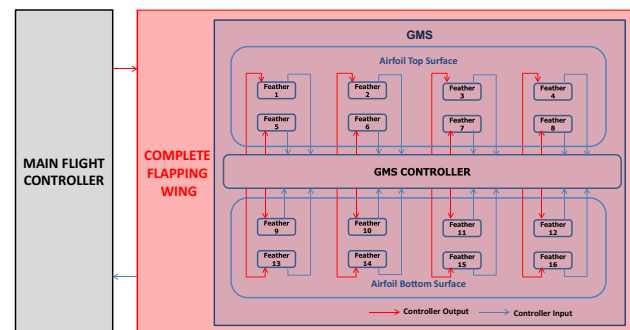 GMS
Airfoil Top Surface
Feather
1
Feather
2
Feather
3
Feather
4
Feather
5
Feather
6
Feather
7
Feather
8
MAIN FLIGHT
CONTROLLER
COMPLETE
FLAPPING
WING
GMS CONTROLLER
Feather
9
Feather
10
Feather
11
Feather
12
Feather
13
Feather
14
Feather
15
Feather
16
Airfoil Bottom Surface
Controller Output
Controller Input